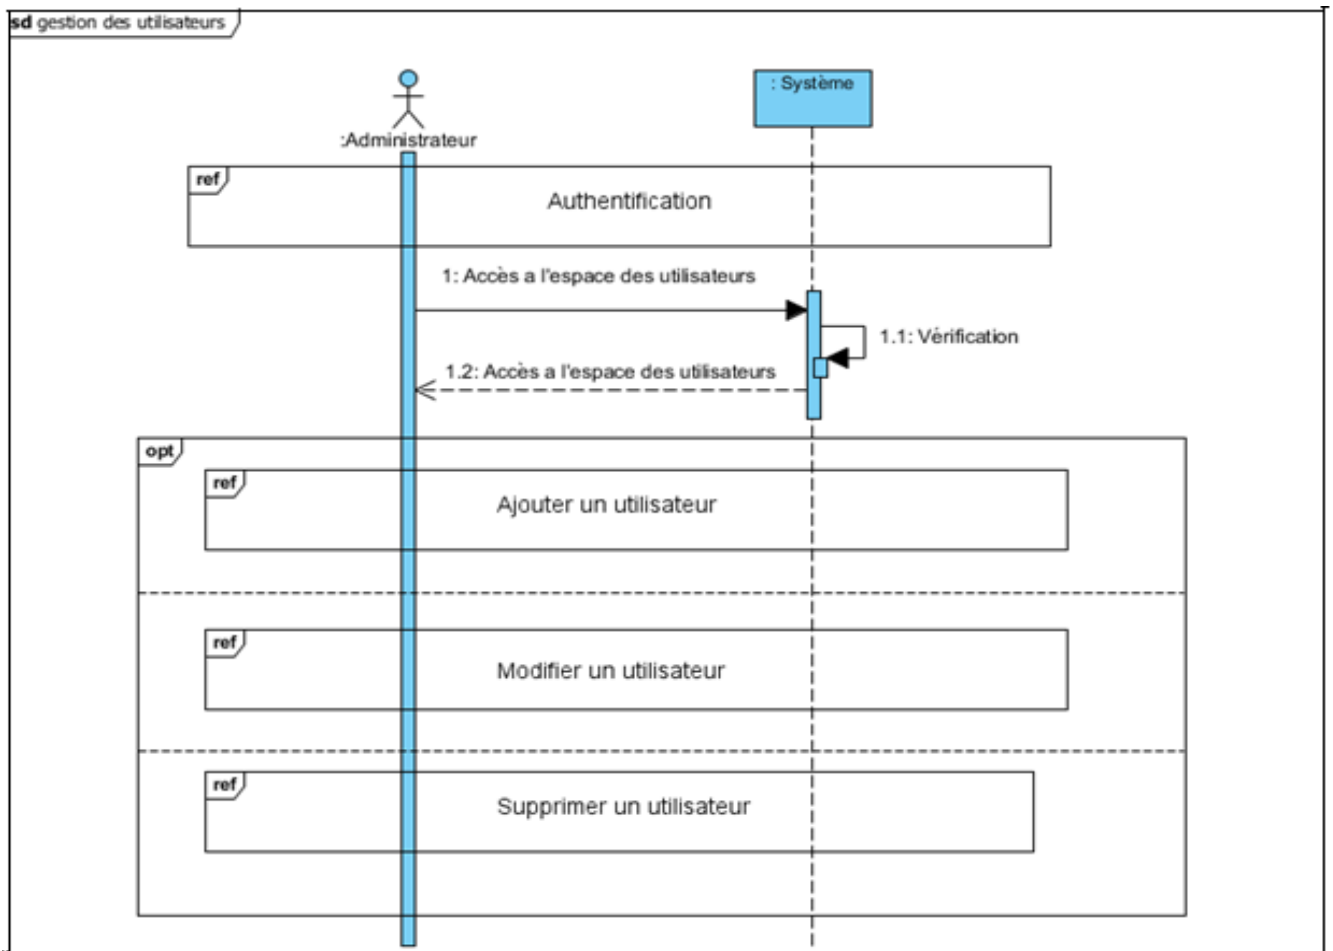 sd gestion des utilisateurs
: Système
:Administrateur
ref
Authentification
1: Accès a l'espace des utilisateurs
1.1: Vérification
1.2: Accès a l'espace des utilisateurs
opt
ref
Ajouter un utilisateur
ref
Modifier un utilisateur
ref
Supprimer un utilisateur